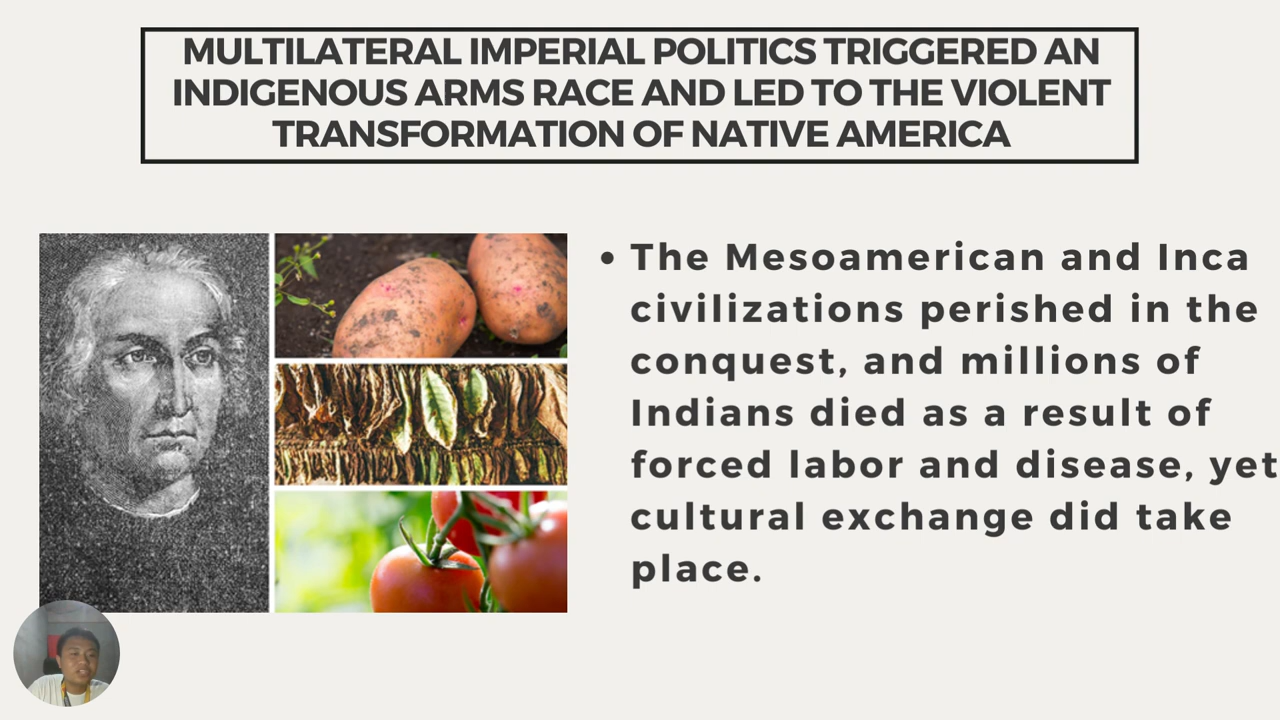 MULTILATERAL IMPERIAL POLITICS TRIGGERED AN
INDIGENOUS ARMS RACE AND LED TO THE VIOLENT
TRANSFORMATION OF NATIVE AMERICA
• The Mesoamerican and Inca
civilizations perished in the
conquest, and millions of
Indians died as a result of
forced labor and disease, yet
cultural exchange did take
place.